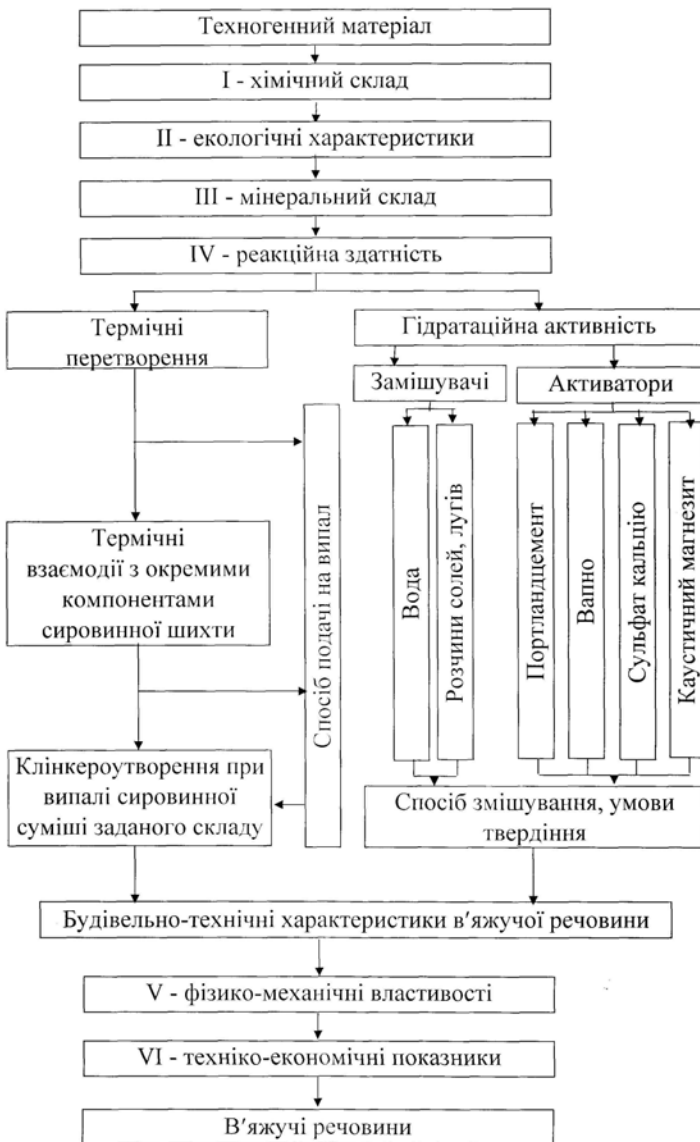 Техногенний матеріал
I - хімічний склад
II - екологічні характеристики
III - мінеральний склад
IV - реакційна здатність
Термічні
перетворення
Гідратаційна активність
Замішувачі
Активатори
Термічні
взаємодії з окремими
компонентами
сировинної шихти
Спосіб подачі на випал
Вода
Розчини солей, лугів
Портландцемент
Вапно
Сульфат кальцію
Каустичний магнезит
Клінкероутворення при
випалі сировинної
суміші заданого складу
Спосіб змішування, умови
твердіння
Будівельно-технічні характеристики в'яжучої речовини
V - фізико-механічні властивості
VI - техніко-економічні показники
В'яжучі речовини